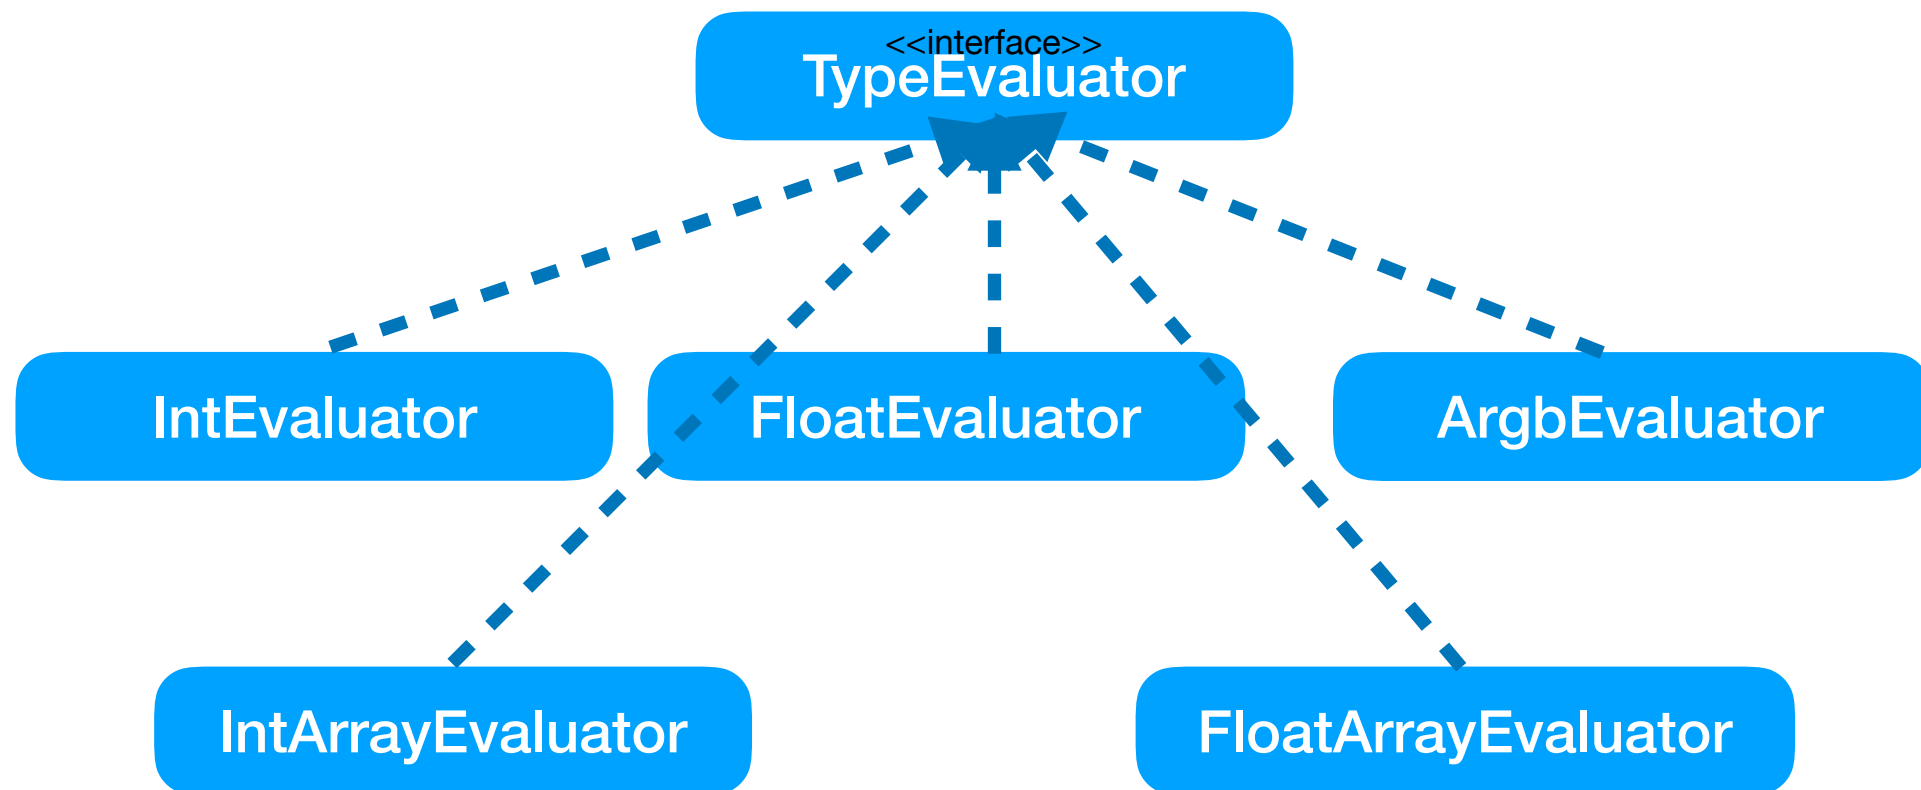 <<interface>>
TypeEvaluator
IntEvaluator
FloatEvaluator
ArgbEvaluator
IntArrayEvaluator
FloatArrayEvaluator